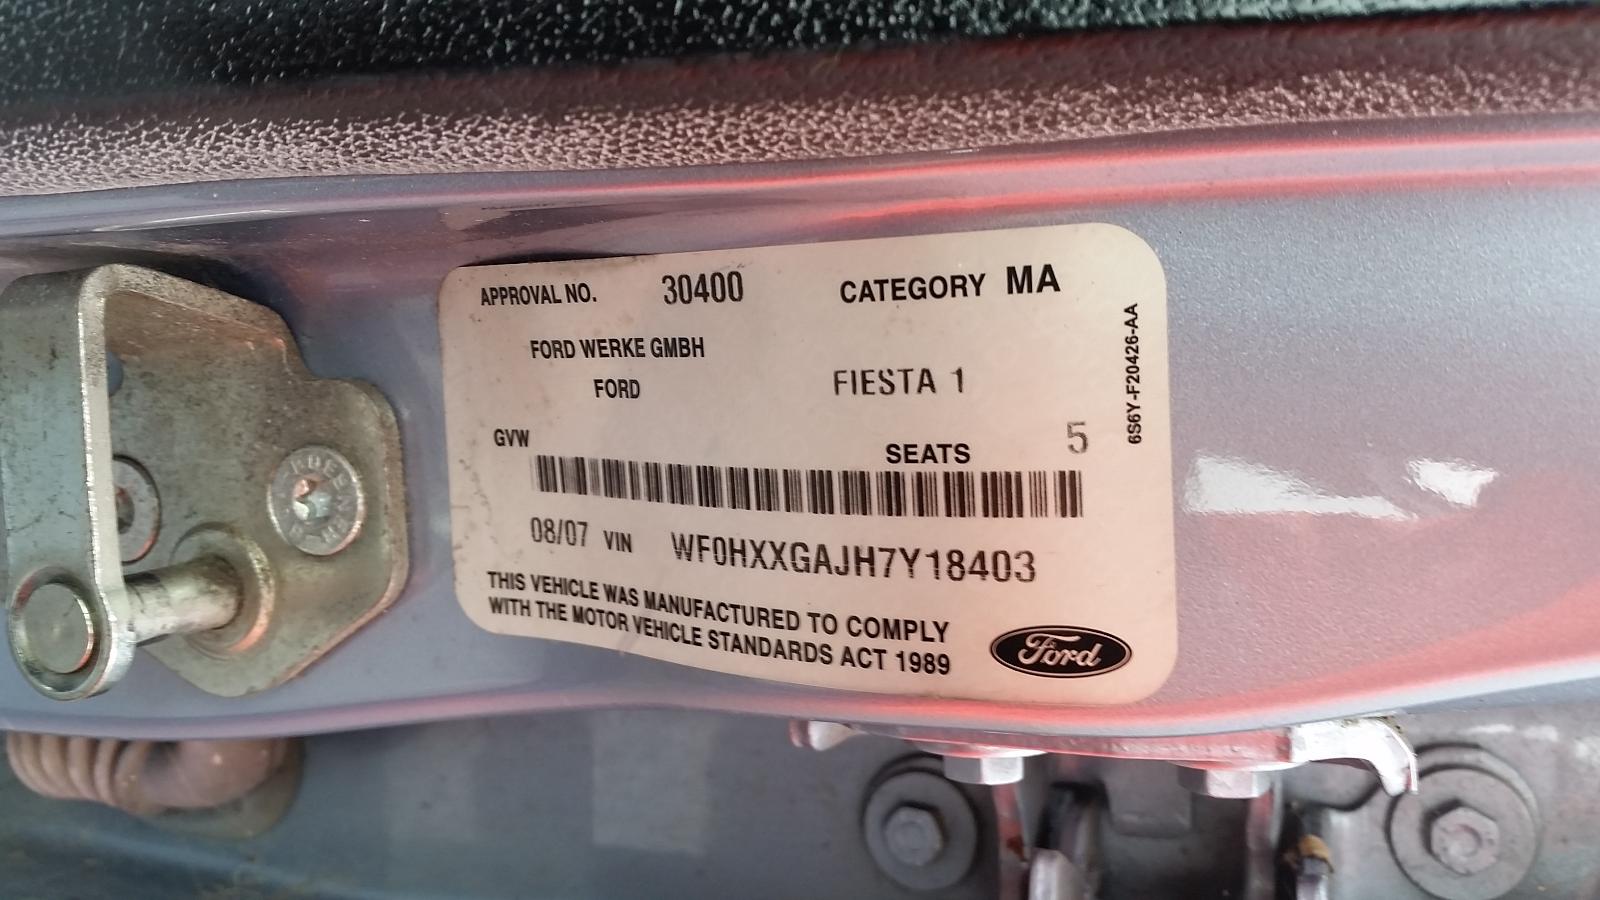 APPROVAL NO. 30400 CATEGORY MA
FORD WERKE GMBH
FORD FIESTA 1
GVW SEATS 5
08/07 VIN WF0HXXGAJH7Y18403
THIS VEHICLE WAS MANUFACTURED TO COMPLY
WITH THE MOTOR VEHICLE STANDARDS ACT 1989
Ford
6S6Y-F20426-AA